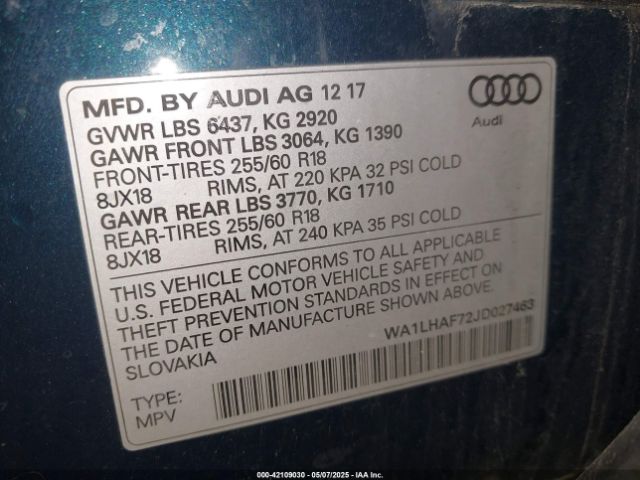 MFD. BY AUDI AG 12 17
GVWR LBS 6437, KG 2920
GAWR FRONT LBS 3064, KG 1390
FRONT-TIRES 255/60 R18
8JX18 RIMS, AT 220 KPA 32 PSI COLD
GAWR REAR LBS 3770, KG 1710
REAR-TIRES 255/60 R18
8JX18 RIMS, AT 240 KPA 35 PSI COLD
Audi
THIS VEHICLE CONFORMS TO ALL APPLICABLE
U.S. FEDERAL MOTOR VEHICLE SAFETY AND
THEFT PREVENTION STANDARDS IN EFFECT ON
THE DATE OF MANUFACTURE SHOWN ABOVE.
SLOVAKIA
WA1LHAF72JD027463
TYPE:
MPV
000-42109030 - 05/07/2025 - IAA Inc.